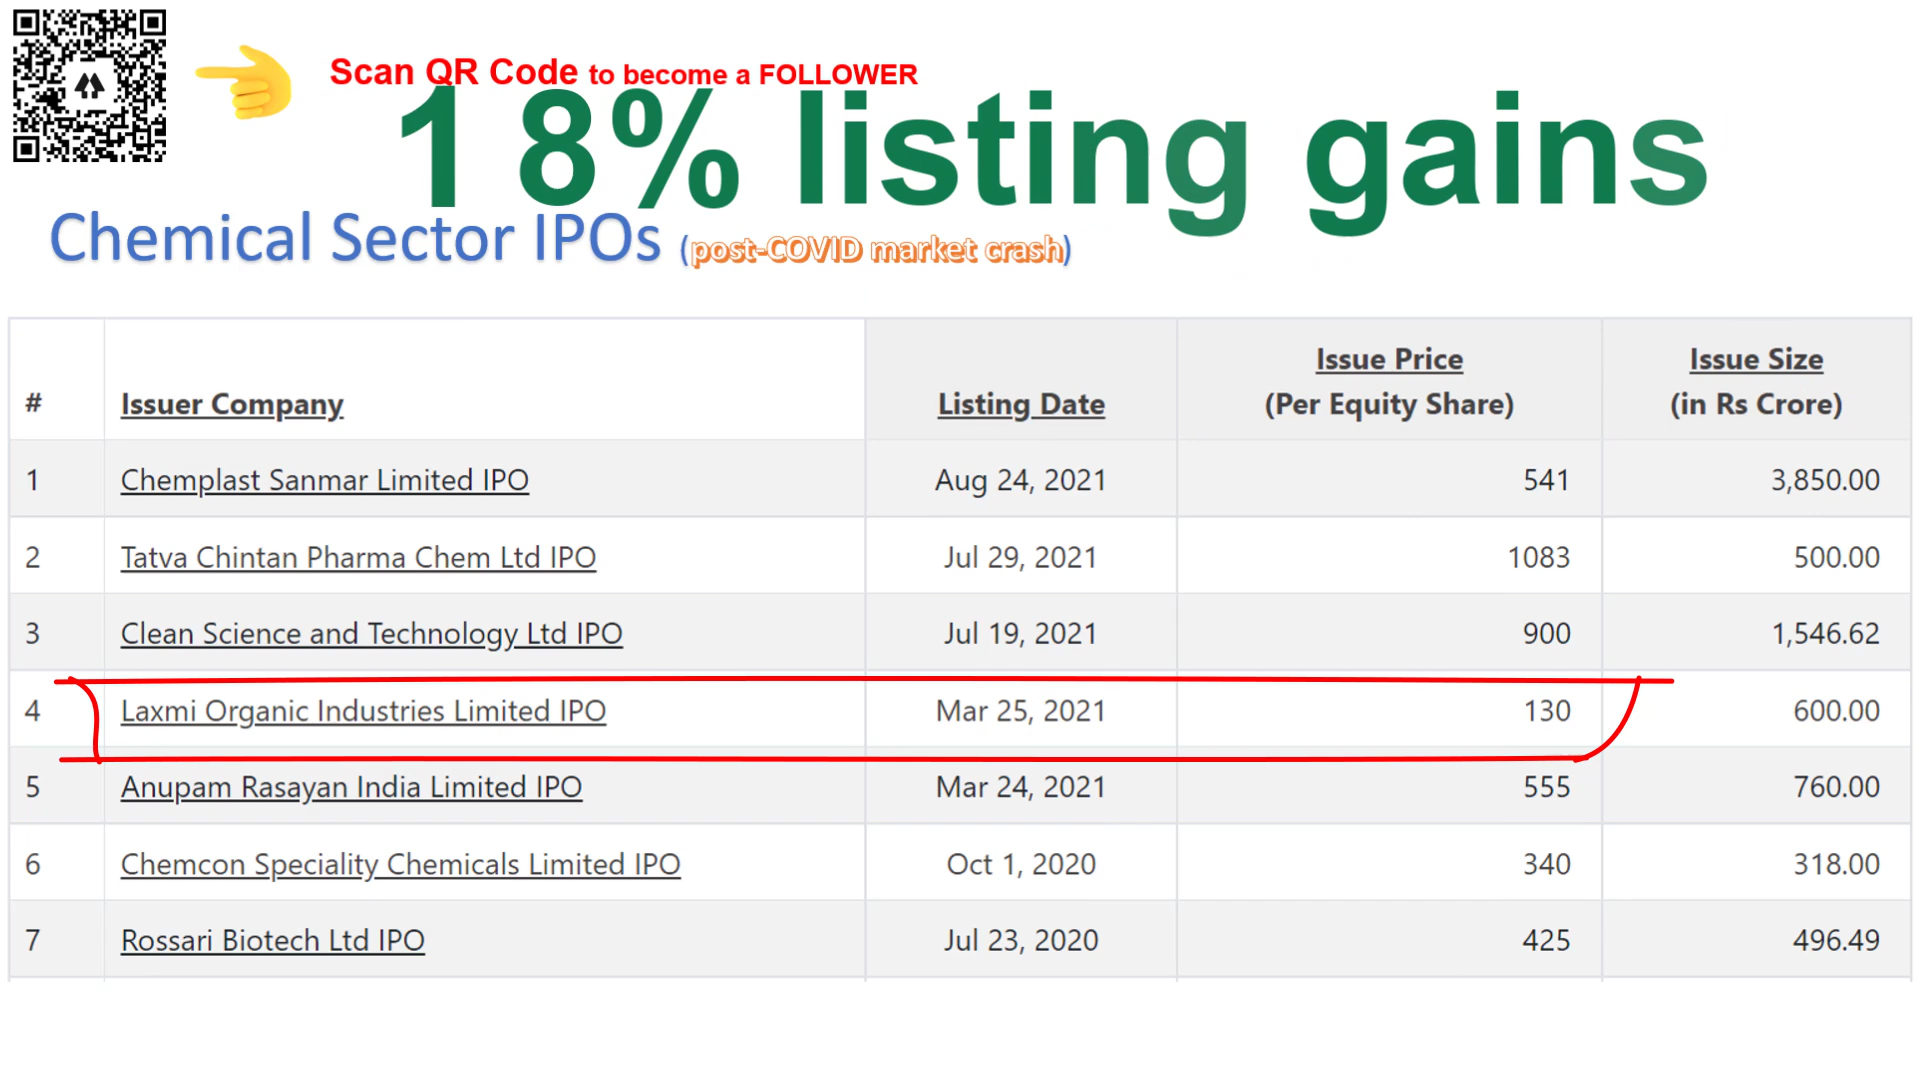 Scan QR Code to become a FOLLOWER
18% listing gains
Chemical Sector IPOs (post-COVID market crash)
# Issuer Company Listing Date Issue Price (Per Equity Share) Issue Size (in Rs Crore)
1 Chemplast Sanmar Limited IPO Aug 24, 2021 541 3,850.00
2 Tatva Chintan Pharma Chem Ltd IPO Jul 29, 2021 1083 500.00
3 Clean Science and Technology Ltd IPO Jul 19, 2021 900 1,546.62
4 Laxmi Organic Industries Limited IPO Mar 25, 2021 130 600.00
5 Anupam Rasayan India Limited IPO Mar 24, 2021 555 760.00
6 Chemcon Speciality Chemicals Limited IPO Oct 1, 2020 340 318.00
7 Rossari Biotech Ltd IPO Jul 23, 2020 425 496.49